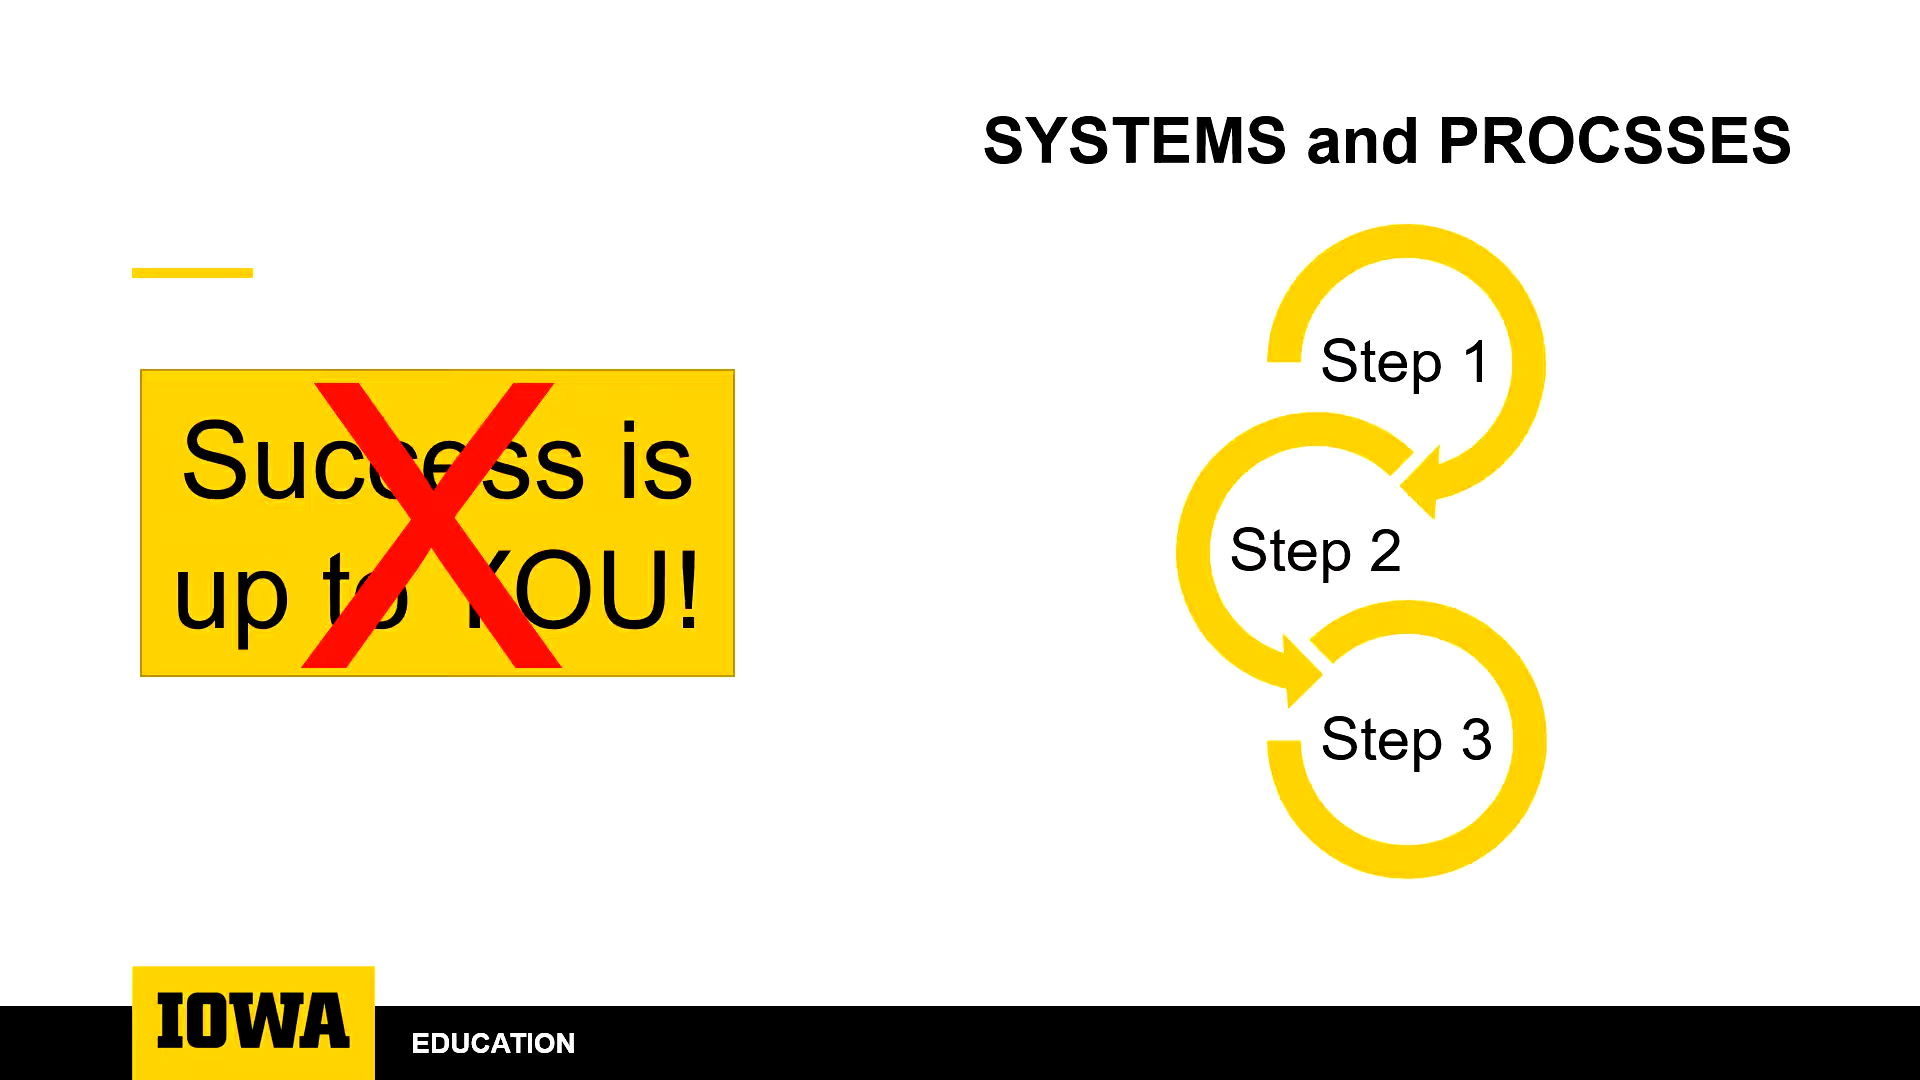 SYSTEMS and PROCSSES
Success is
up to YOU!
X
Step 1
Step 2
Step 3
IOWA
EDUCATION